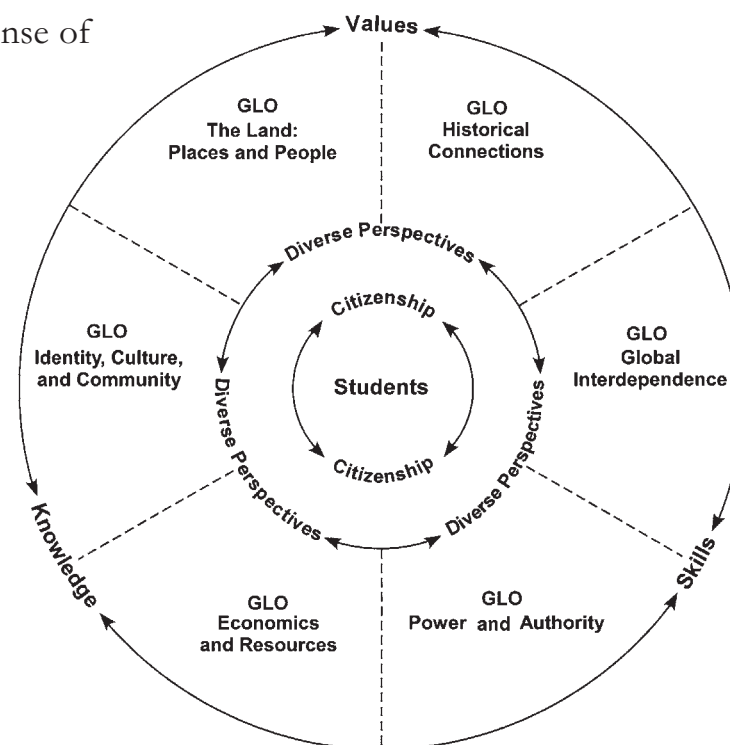 nse of
Values
GLO
The Land:
Places and People
GLO
Historical
Connections
Diverse Perspectives
Citizenship
GLO
Identity, Culture,
and Community
Students
GLO
Global
Interdependence
Diverse Perspectives
Diverse Perspectives
Citizenship
Knowledge
Skills
GLO
Economics
and Resources
GLO
Power and Authority